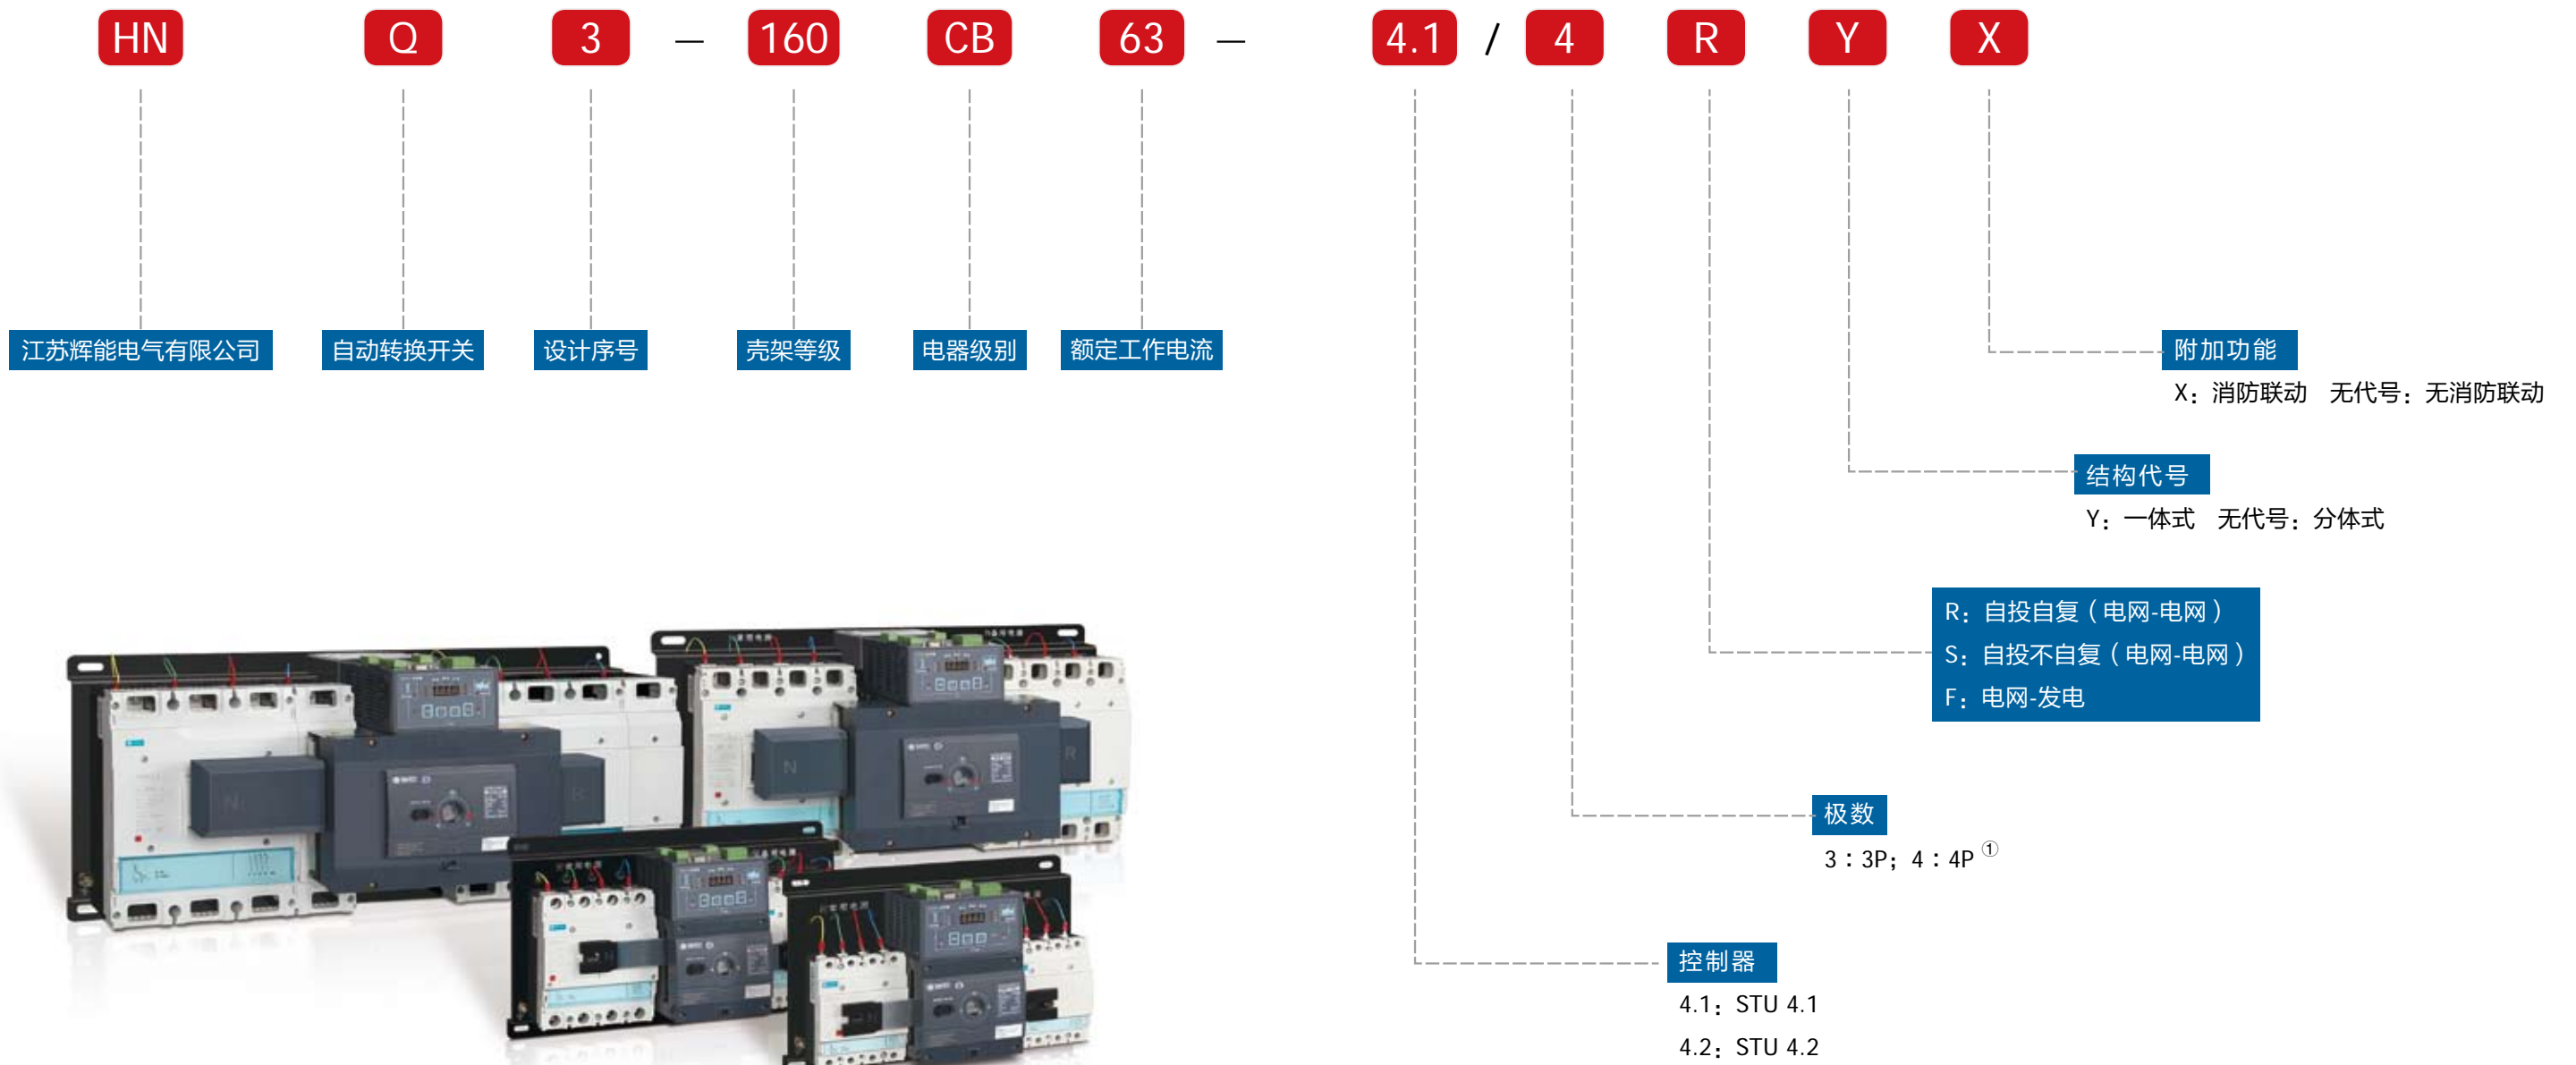 HN Q 3 — 160 CB 63 — 4.1 / 4 R Y X
江苏辉能电气有限公司 自动转换开关 设计序号 壳架等级 电器级别 额定工作电流
附加功能
X：消防联动 无代号：无消防联动
结构代号
Y：一体式 无代号：分体式
R：自投自复（电网-电网）
S：自投不自复（电网-电网）
F：电网-发电
极数
3：3P；4：4P ①
控制器
4.1：STU 4.1
4.2：STU 4.2
N
R
N
R